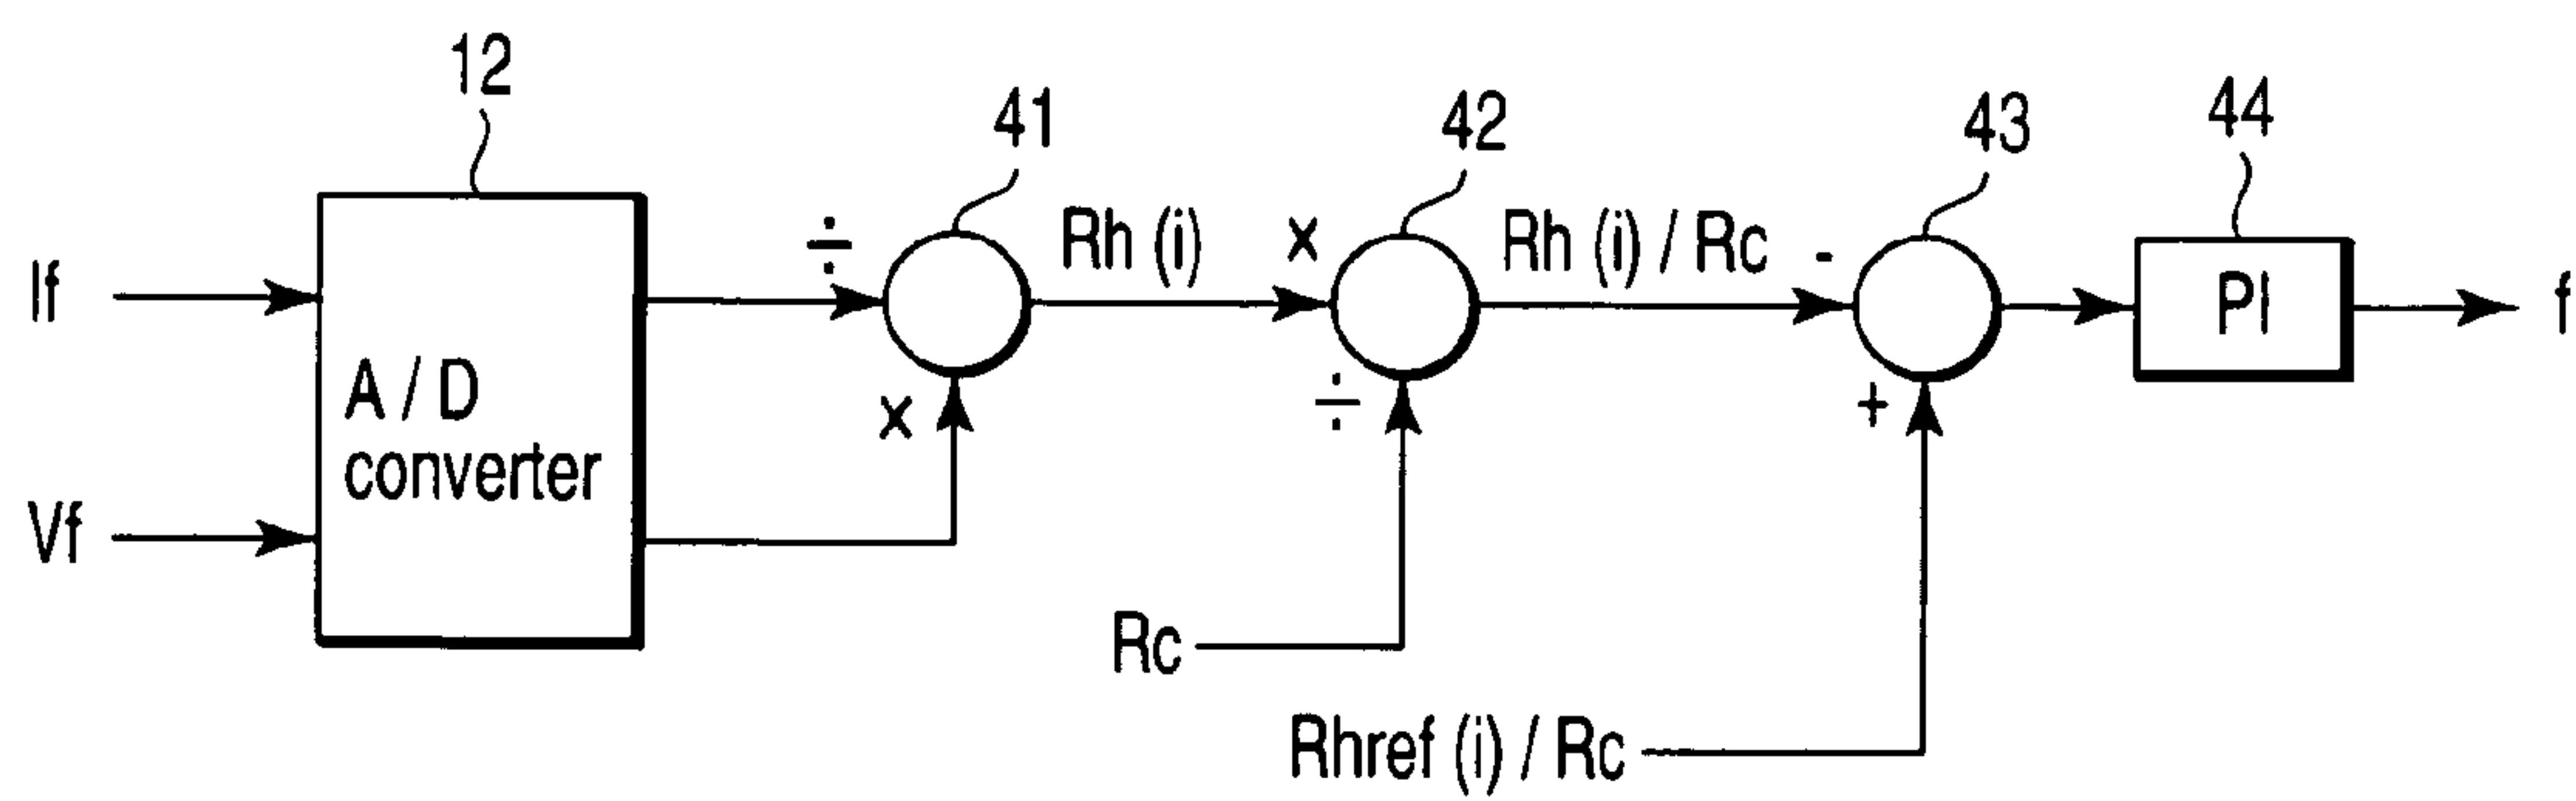 12
41
42
43
44
If
÷
Rh (i)
x
Rh (i) / Rc
-
PI
f
A / D
converter
x
÷
+
Vf
Rc
Rhref (i) / Rc